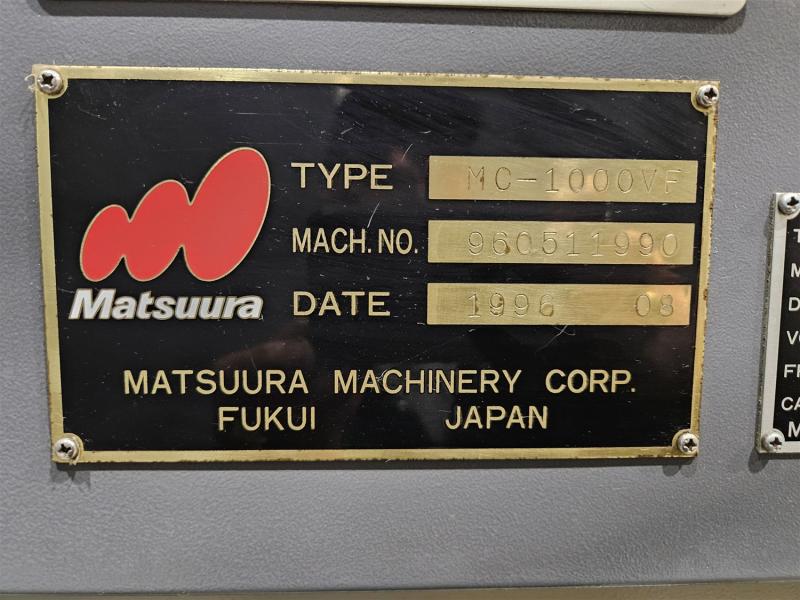 Matsuura
TYPE MC-1000VF
MACH. NO. 960511990
DATE 1996 08
MATSUURA MACHINERY CORP.
FUKUI JAPAN